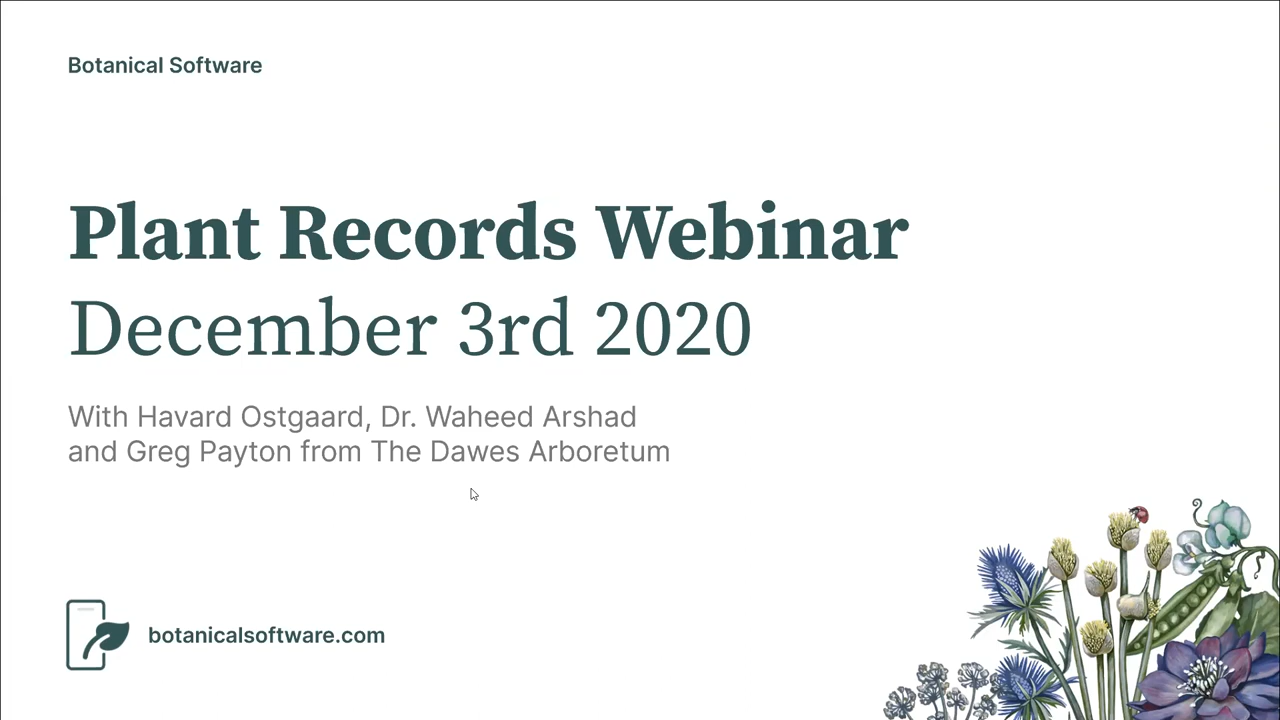 Botanical Software
Plant Records Webinar
December 3rd 2020
With Havard Ostgaard, Dr. Waheed Arshad
and Greg Payton from The Dawes Arboretum
botanicalsoftware.com